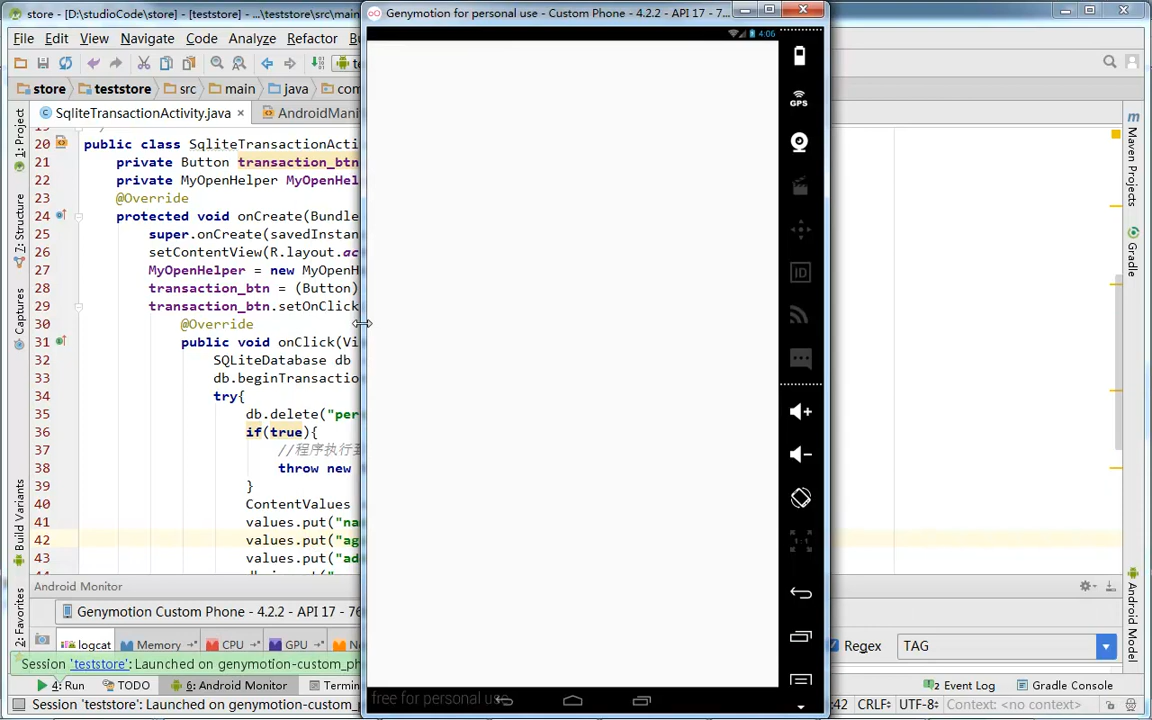 store - [D:\studioCode\store] - [teststore] - ...\teststore\src\main
Genymotion for personal use - Custom Phone - 4.2.2 - API 17 - 7...
File Edit View Navigate Code Analyze Refactor
4:06
store teststore src main java com
GPS
SqliteTransactionActivity.java × AndroidMani
20 public class SqliteTransactionActi
21 private Button transaction_btn
22 private MyOpenHelper MyOpenHel
23 @Override
24 protected void onCreate(Bundle
25 super.onCreate(savedInstan
26 setContentView(R.layout.ac
27 MyOpenHelper = new MyOpenH
28 transaction_btn = (Button)
29 transaction_btn.setOnClick
30 @Override
31 public void onClick(Vi
32 SQLiteDatabase db
33 db.beginTransactio
34 try{
35 db.delete("per
36 if(true){
37 //程序执行到
38 throw new
40 ContentValues
39 }
41 values.put("na
42 values.put("ag
43 values.put("ad
1: Project
7: Structure
Captures
Build Variants
2: Favorites
Maven Projects
Gradle
Android Model
ID
1:1
Android Monitor
Genymotion Custom Phone - 4.2.2 - API 17 - 76
logcat Memory CPU GPU
Regex TAG
Session 'teststore': Launched on genymotion-custom_ph
4: Run TODO 6: Android Monitor Termin
2 Event Log Gradle Console
free for personal use
Session 'teststore': Launched on genymotion-custom_phone
:42 CRLF÷ UTF-8÷ Context: <no context>